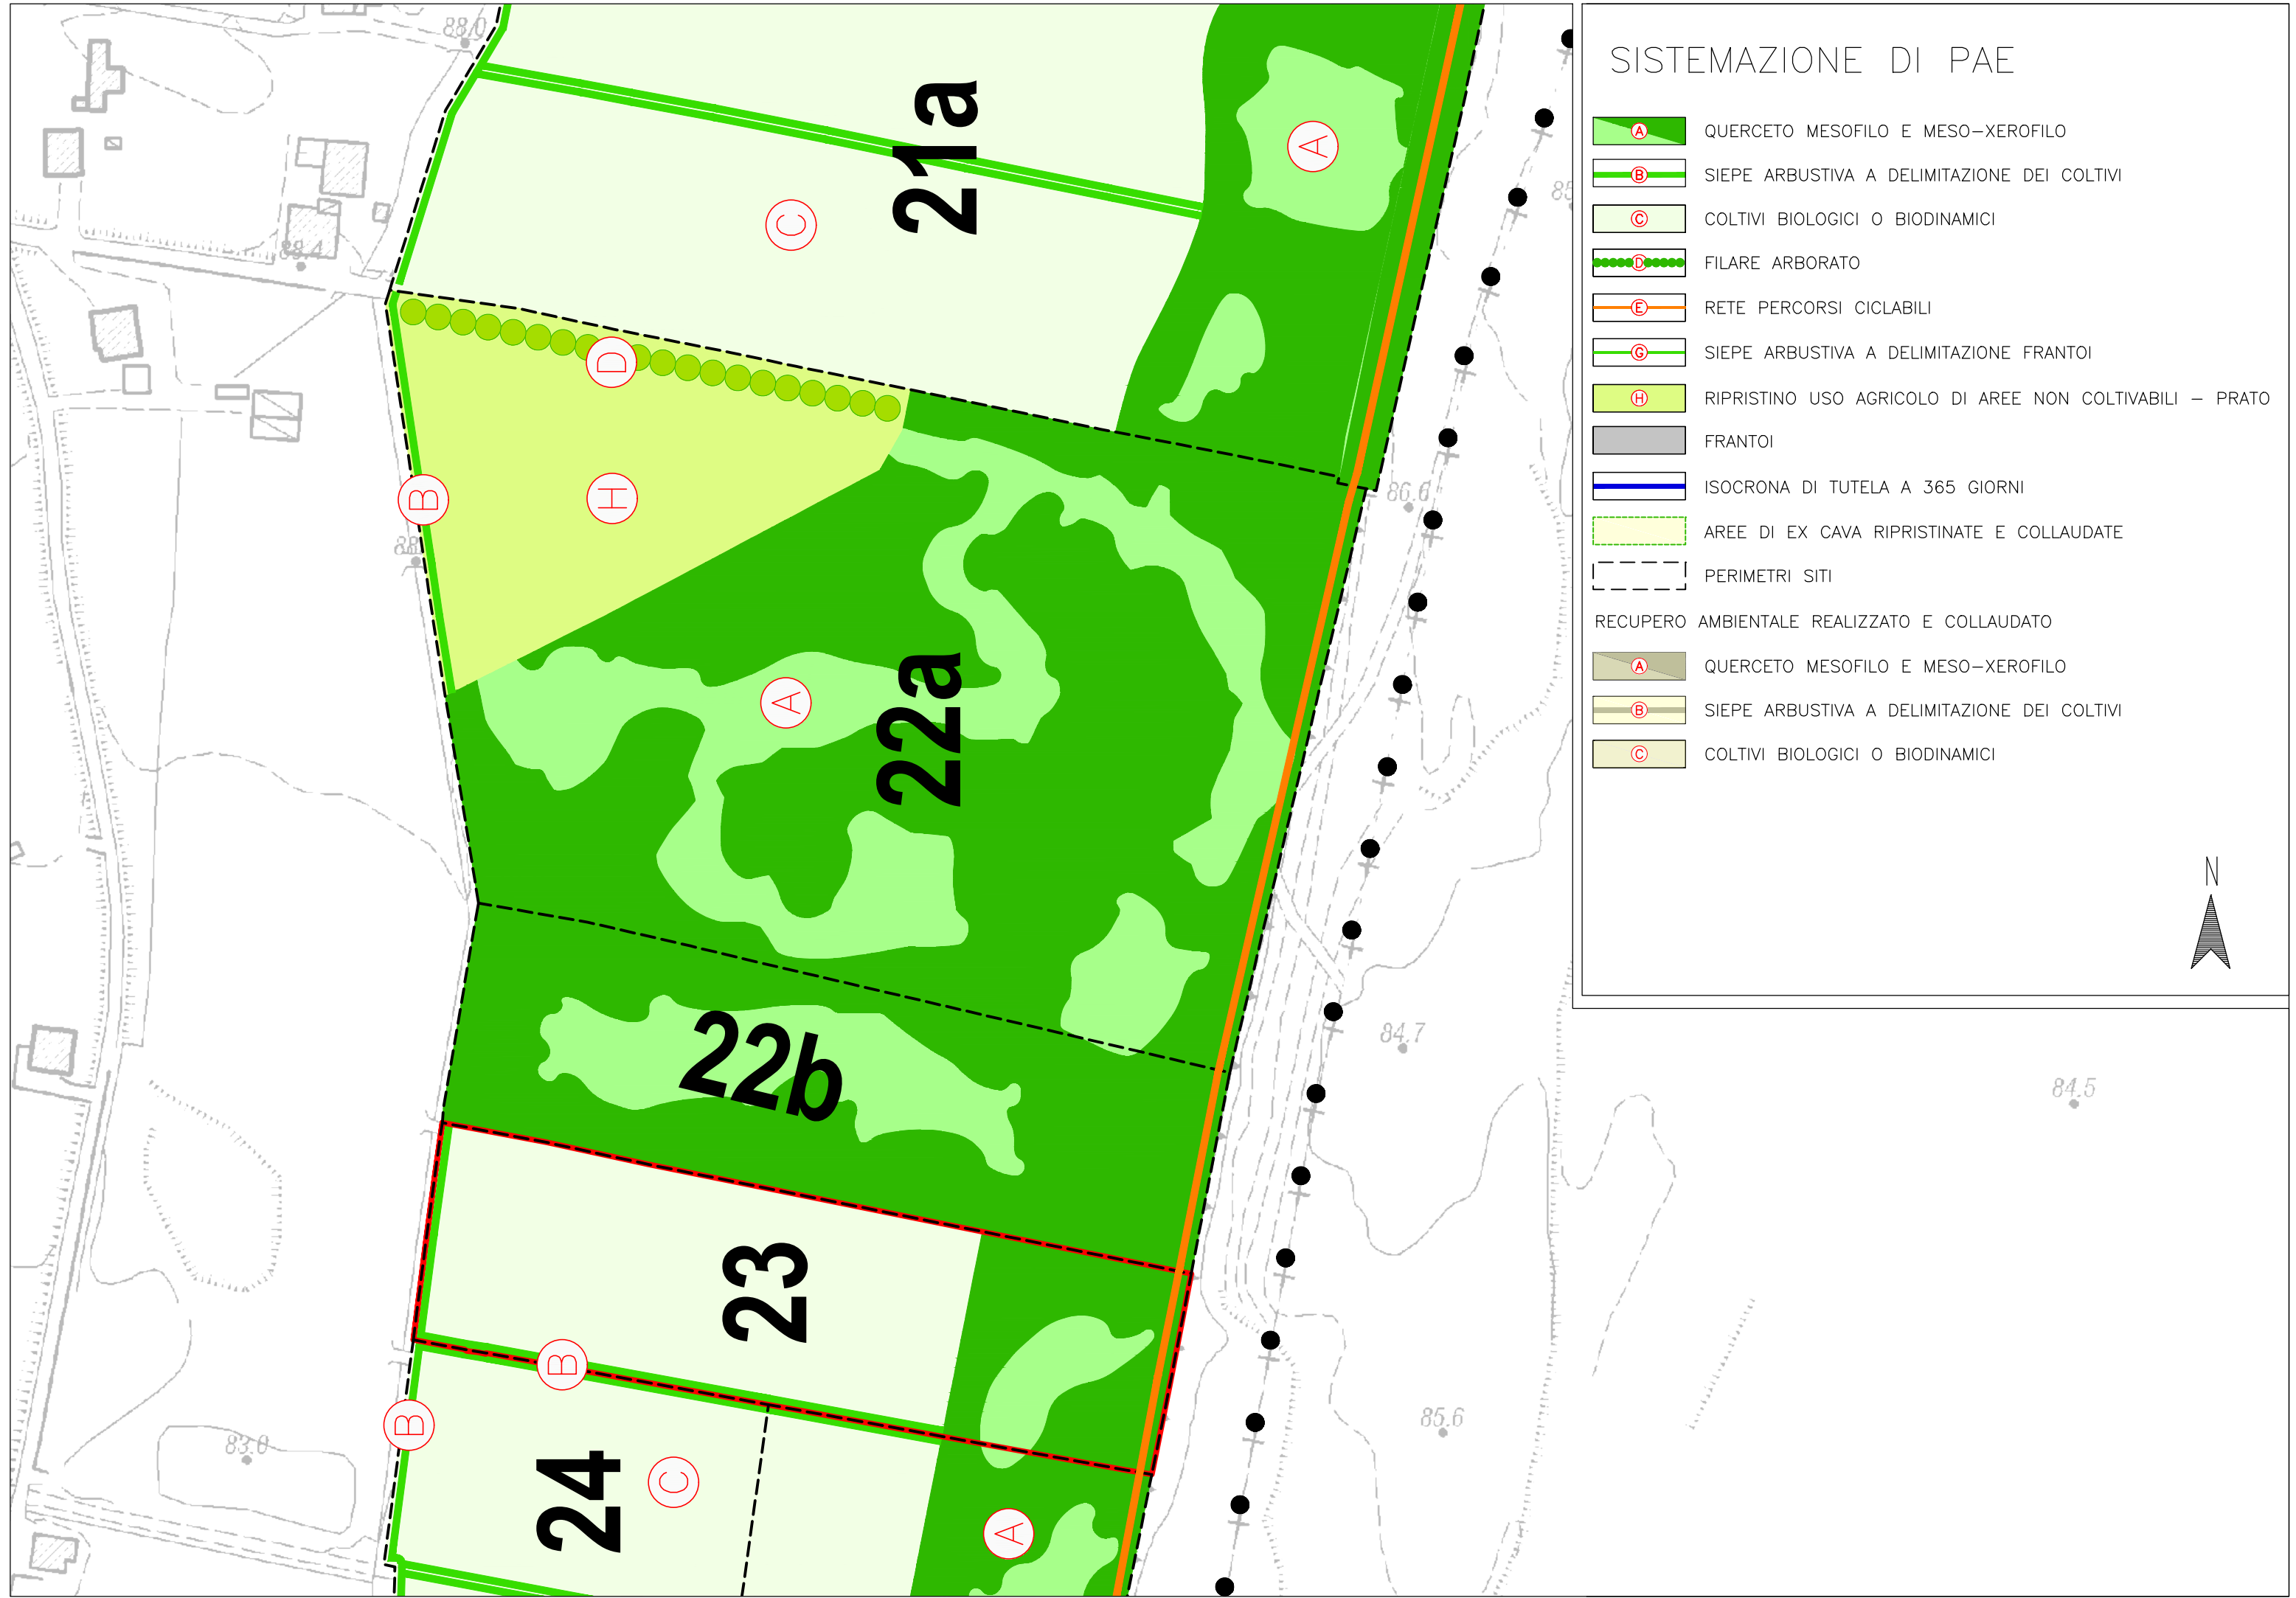 SISTEMAZIONE DI PAE
A QUERCETO MESOFILO E MESO-XEROFILO
B SIEPE ARBUSTIVA A DELIMITAZIONE DEI COLTIVI
C COLTIVI BIOLOGICI O BIODINAMICI
D FILARE ARBORATO
E RETE PERCORSI CICLABILI
G SIEPE ARBUSTIVA A DELIMITAZIONE FRANTOI
H RIPRISTINO USO AGRICOLO DI AREE NON COLTIVABILI - PRATO
FRANTOI
ISOCRONA DI TUTELA A 365 GIORNI
AREE DI EX CAVA RIPRISTINATE E COLLAUDATE
PERIMETRI SITI
RECUPERO AMBIENTALE REALIZZATO E COLLAUDATO
A QUERCETO MESOFILO E MESO-XEROFILO
B SIEPE ARBUSTIVA A DELIMITAZIONE DEI COLTIVI
C COLTIVI BIOLOGICI O BIODINAMICI
N
88.0
21a
A
C
88.4
D
B
H
86.6
A
22a
22b
84.7
84.5
23
B
B
85.6
83.0
24
C
A